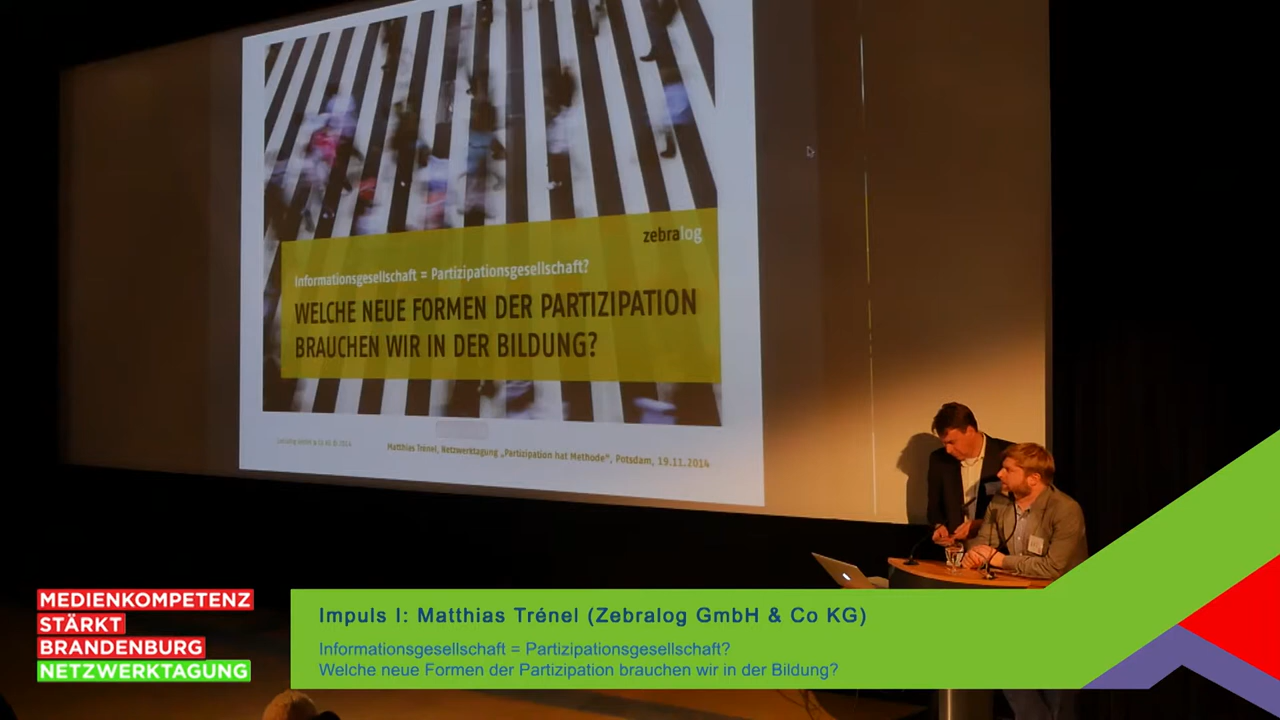 zebralog
Informationsgesellschaft = Partizipationsgesellschaft?
WELCHE NEUE FORMEN DER PARTIZIPATION
BRAUCHEN WIR IN DER BILDUNG?
Matthias Trénel, Netzwerktagung „Partizipation hat Methode“, Potsdam, 19.11.2014
MEDIENKOMPETENZ
STÄRKT
BRANDENBURG
NETZWERKTAGUNG
Impuls I: Matthias Trénel (Zebralog GmbH & Co KG)
Informationsgesellschaft = Partizipationsgesellschaft?
Welche neue Formen der Partizipation brauchen wir in der Bildung?